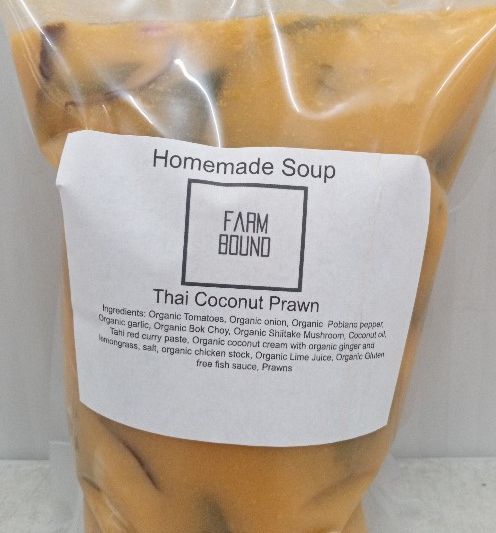 Homemade Soup
FARM
BOUND
Thai Coconut Prawn
Ingredients: Organic Tomatoes, Organic onion, Organic Poblano pepper,
Organic garlic, Organic Bok Choy, Organic Shiitake Mushroom, Coconut oil,
Tahi red curry paste, Organic coconut cream with organic ginger and
lemongrass, salt, organic chicken stock, Organic Lime Juice, Organic Gluten
free fish sauce, Prawns